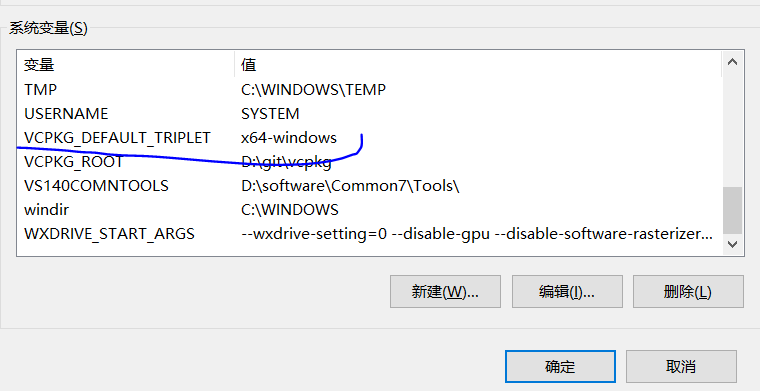 系统变量(S)
变量 值
TMP C:\WINDOWS\TEMP
USERNAME SYSTEM
VCPKG_DEFAULT_TRIPLET x64-windows
VCPKG_ROOT D:\git\vcpkg
VS140COMNTOOLS D:\software\Common7\Tools\
windir C:\WINDOWS
WXDRIVE_START_ARGS --wxdrive-setting=0 --disable-gpu --disable-software-rasterizer...
新建(W)... 编辑(I)... 删除(L)
确定 取消